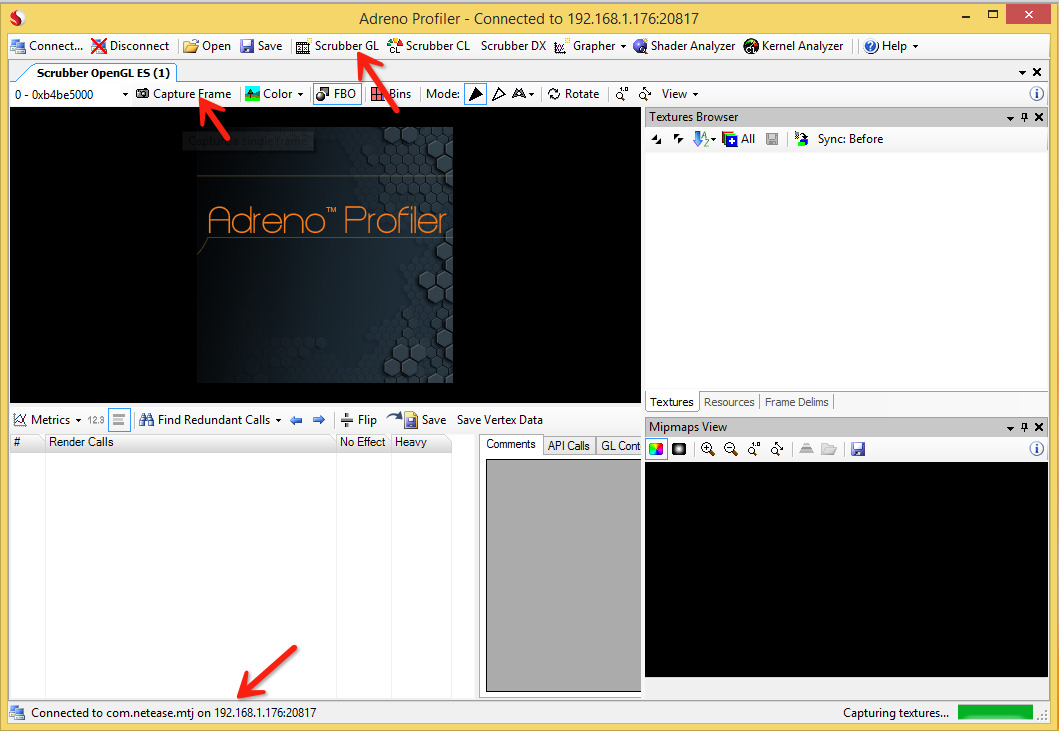 Adreno Profiler - Connected to 192.168.1.176:20817
Connect... Disconnect Open Save Scrubber GL Scrubber CL Scrubber DX Grapher Shader Analyzer Kernel Analyzer Help
Scrubber OpenGL ES (1)
0 - 0xb4be5000 Capture Frame Color FBO Bins Mode: Rotate View
Textures Browser
All Sync: Before
Capture a single frame
Adreno™ Profiler
Textures Resources Frame Delims
Metrics 12.3 Find Redundant Calls Flip Save Save Vertex Data
Mipmaps View
# Render Calls No Effect Heavy
Comments API Calls GL Cont
Connected to com.netease.mtj on 192.168.1.176:20817
Capturing textures...